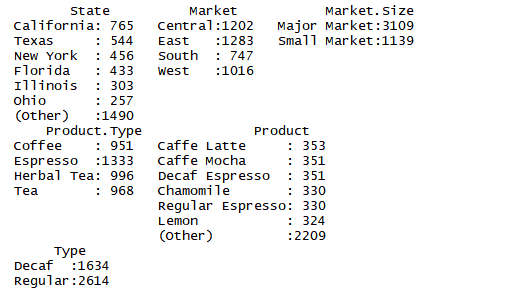 State          Market            Market.Size
California: 765   Central:1202   Major Market:3109
Texas     : 544   East   :1283   Small Market:1139
New York  : 456   South  : 747
Florida   : 433   West   :1016
Illinois  : 303
Ohio      : 257
(Other)   :1490
    Product.Type              Product
Coffee    : 951   Caffe Latte     : 353
Espresso  :1333   Caffe Mocha     : 351
Herbal Tea: 996   Decaf Espresso  : 351
Tea       : 968   Chamomile       : 330
                  Regular Espresso: 330
                  Lemon           : 324
                  (Other)         :2209
     Type
Decaf  :1634
Regular:2614